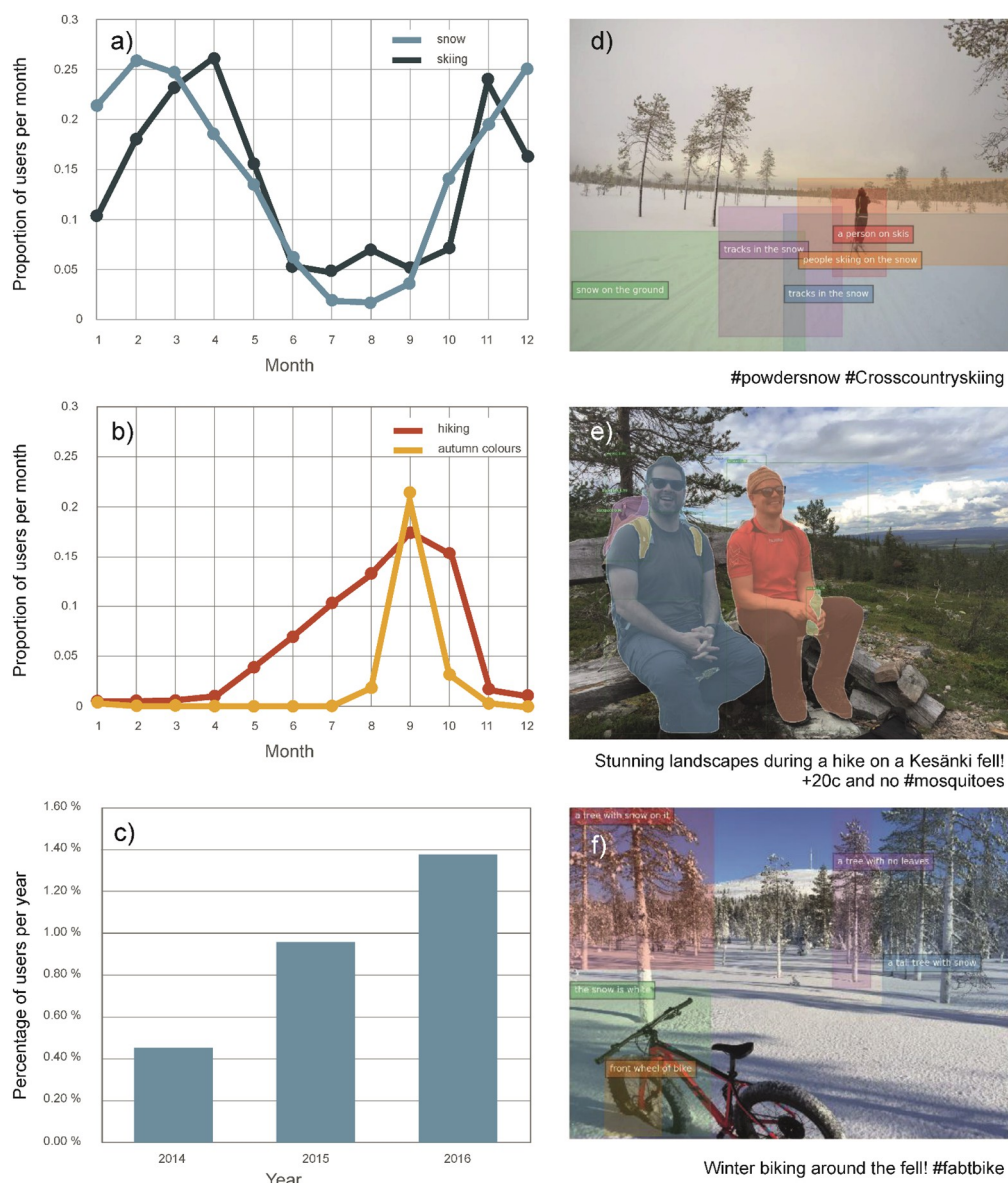 a)
snow
skiing
0.3
0.25
0.2
0.15
0.1
0.05
0
Proportion of users per month
1 2 3 4 5 6 7 8 9 10 11 12
Month
b)
hiking
autumn colours
0.3
0.25
0.2
0.15
0.1
0.05
0
Proportion of users per month
1 2 3 4 5 6 7 8 9 10 11 12
Month
c)
1.60 %
1.40 %
1.20 %
1.00 %
0.80 %
0.60 %
0.40 %
0.20 %
0.00 %
Percentage of users per year
2014 2015 2016
Year
d)
a person on skis
tracks in the snow
people skiing on the snow
snow on the ground
tracks in the snow
#powdersnow #Crosscountryskiing
e)
Stunning landscapes during a hike on a Kesänki fell!
+20c and no #mosquitoes
f)
a tree with snow on it
a tree with no leaves
a tall tree with snow
the snow is white
front wheel of bike
Winter biking around the fell! #fabtbike